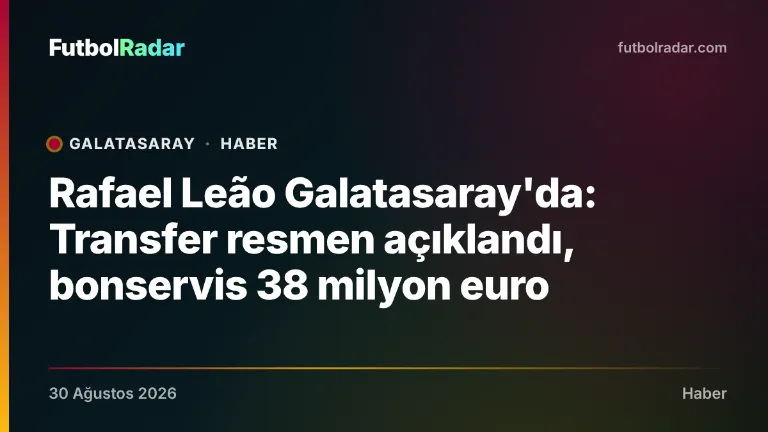 FutbolRadar
futbolradar.com
GALATASARAY · HABER
Rafael Leão Galatasaray'da:
Transfer resmen açıklandı,
bonservis 38 milyon euro
30 Ağustos 2026
Haber